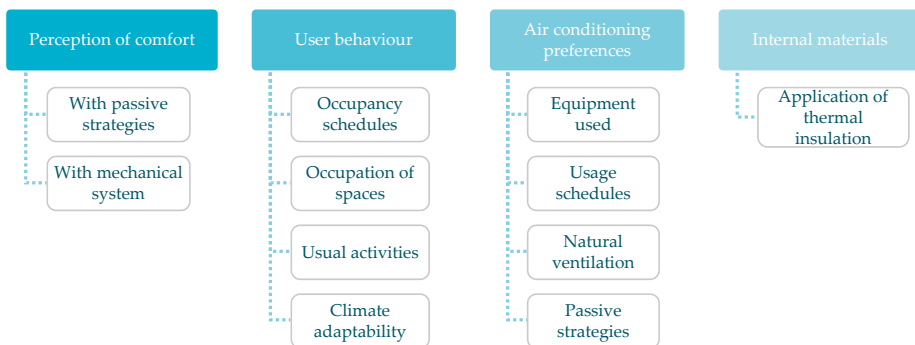 Perception of comfort
With passive
strategies
With mechanical
system
User behaviour
Occupancy
schedules
Occupation of
spaces
Usual activities
Climate
adaptability
Air conditioning
preferences
Equipment
used
Usage
schedules
Natural
ventilation
Passive
strategies
Internal materials
Application of
thermal
insulation